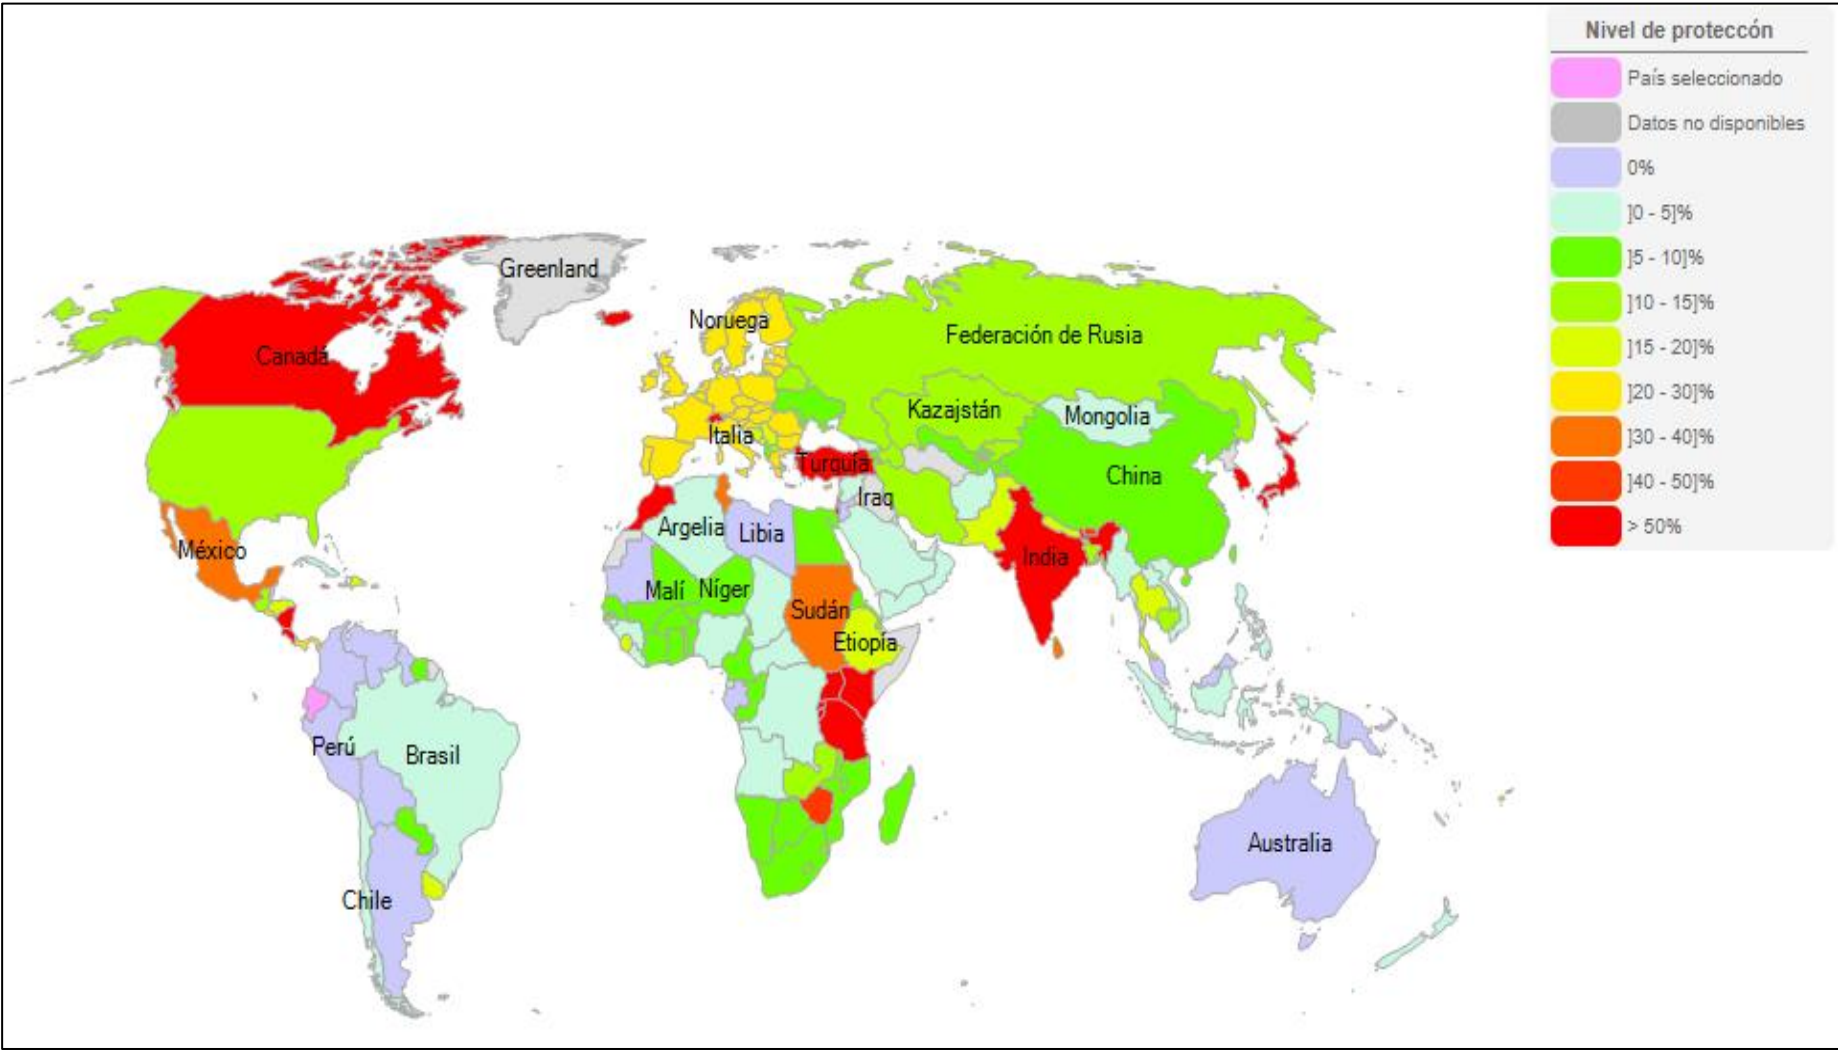 Nivel de proteccón
País seleccionado
Datos no disponibles
0%
]0 - 5]%
]5 - 10]%
]10 - 15]%
]15 - 20]%
]20 - 30]%
]30 - 40]%
]40 - 50]%
> 50%
Greenland
Noruega
Federación de Rusia
Canadá
Kazajstán
Mongolia
Italia
Turquía
China
Iraq
Argelia
Libia
México
India
Malí
Níger
Sudán
Etiopía
Perú
Brasil
Australia
Chile